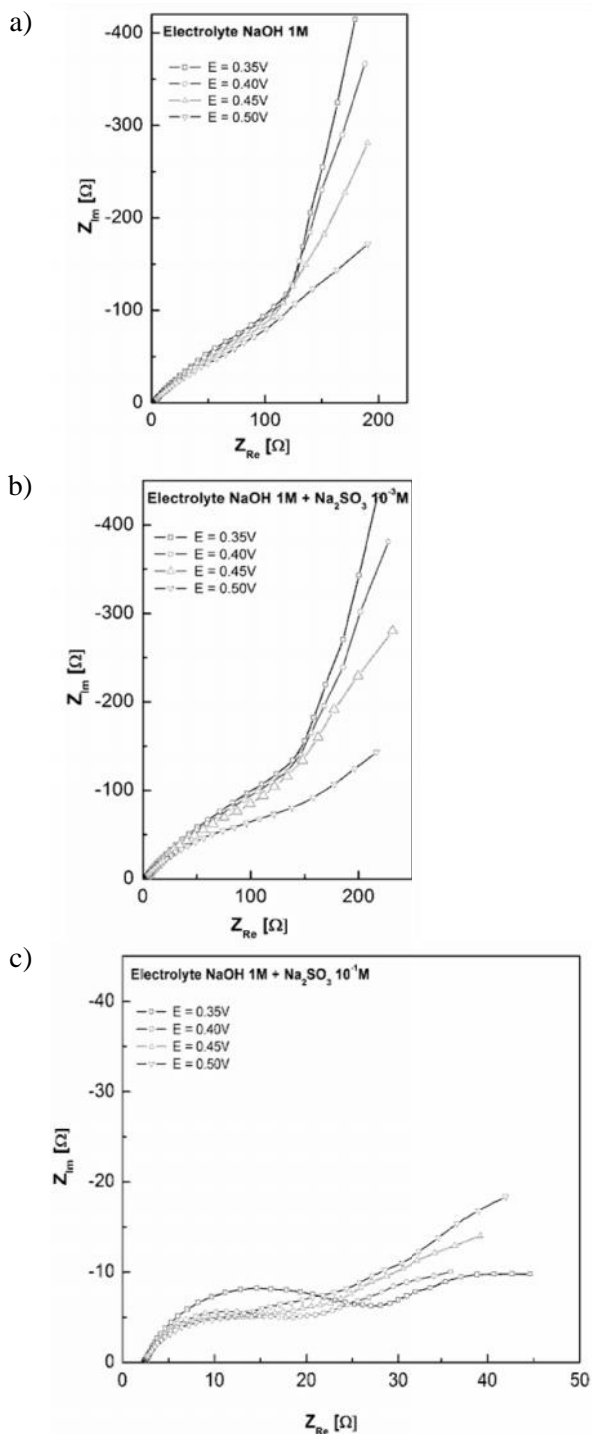 a)
Electrolyte NaOH 1M
E = 0.35V
E = 0.40V
E = 0.45V
E = 0.50V
-400
-300
-200
-100
0
Z_Im [Ω]
0 100 200
Z_Re [Ω]
b)
Electrolyte NaOH 1M + Na₂SO₃ 10⁻³M
E = 0.35V
E = 0.40V
E = 0.45V
E = 0.50V
-400
-300
-200
-100
0
Z_Im [Ω]
0 100 200
Z_Re [Ω]
c)
Electrolyte NaOH 1M + Na₂SO₃ 10⁻¹M
E = 0.35V
E = 0.40V
E = 0.45V
E = 0.50V
-40
-30
-20
-10
0
Z_Im [Ω]
0 10 20 30 40 50
Z_Re [Ω]